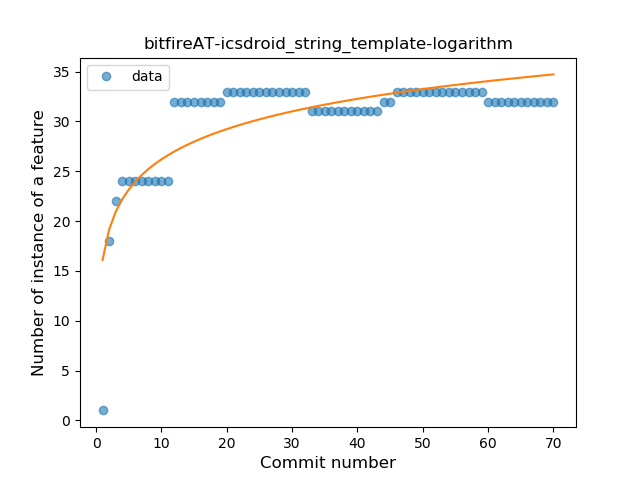 bitfireAT-icsdroid_string_template-logarithm
data
Number of instance of a feature
35
30
25
20
15
10
5
0
0 10 20 30 40 50 60 70
Commit number